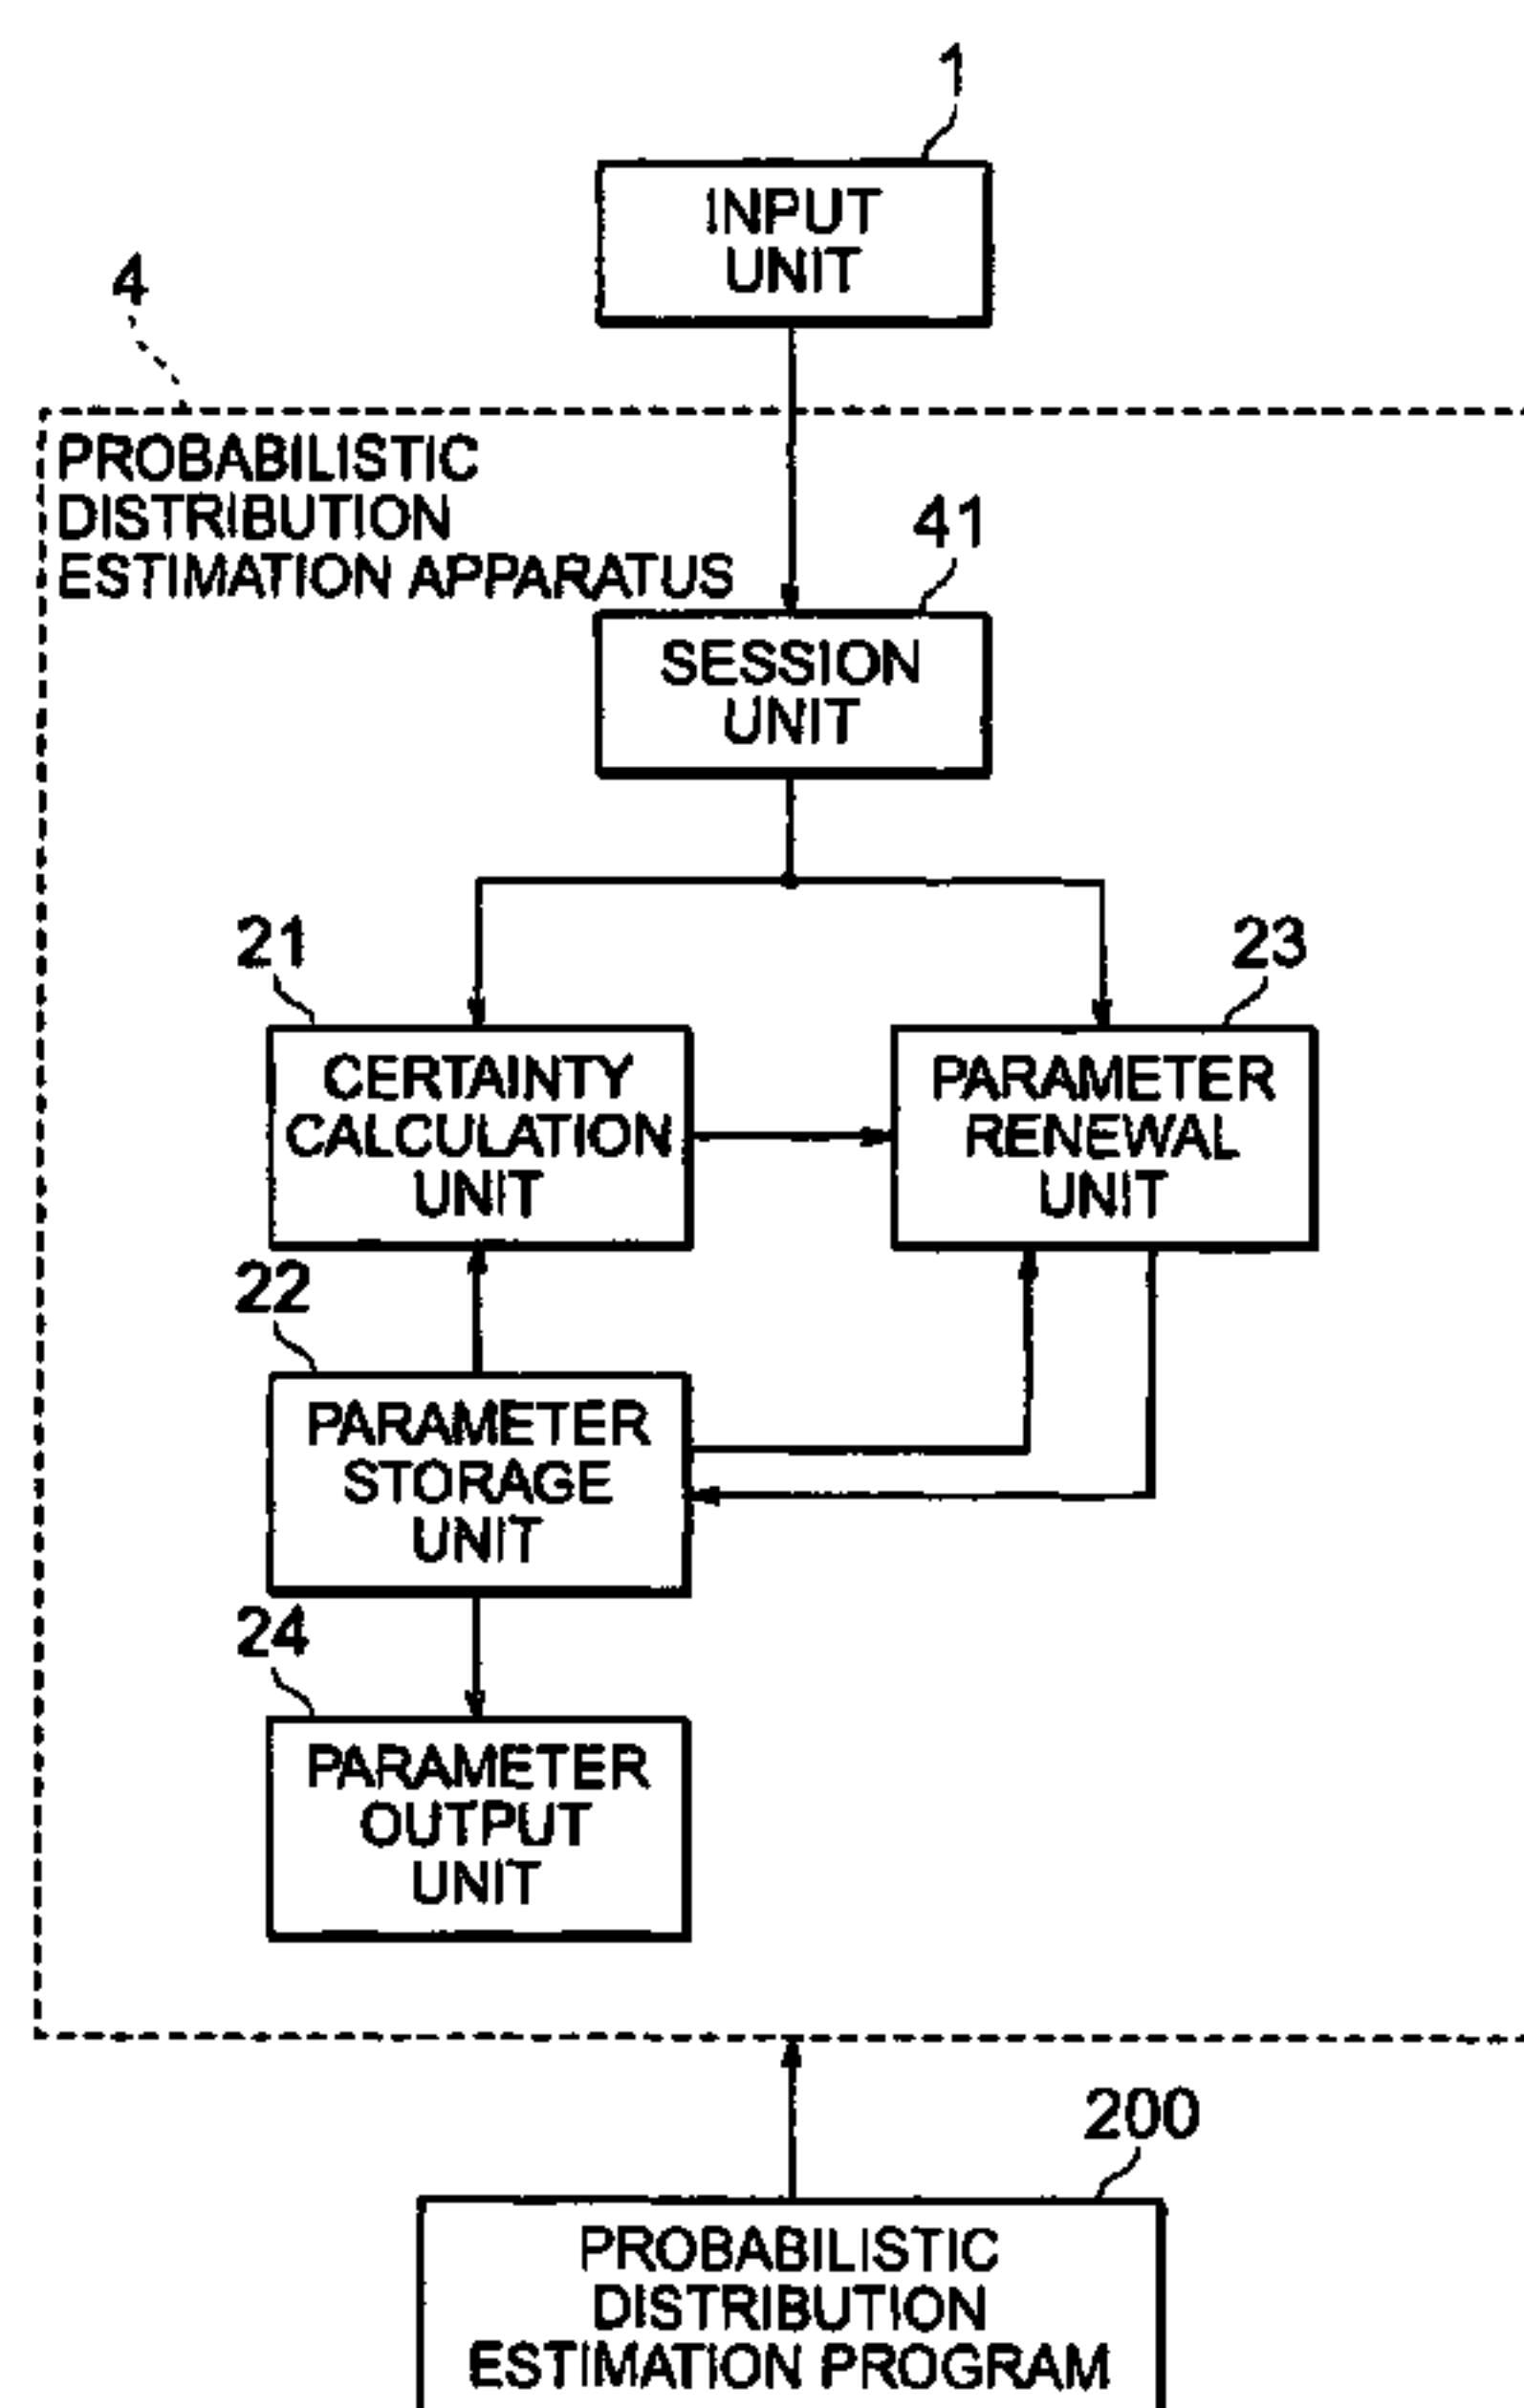 1
INPUT
UNIT
4
PROBABILISTIC
DISTRIBUTION
ESTIMATION APPARATUS
41
SESSION
UNIT
21
23
CERTAINTY
CALCULATION
UNIT
PARAMETER
RENEWAL
UNIT
22
PARAMETER
STORAGE
UNIT
24
PARAMETER
OUTPUT
UNIT
200
PROBABILISTIC
DISTRIBUTION
ESTIMATION PROGRAM